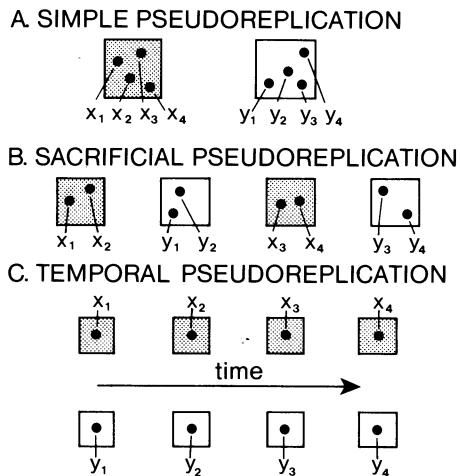 A. SIMPLE PSEUDOREPLICATION
x₁ x₂ x₃ x₄ y₁ y₂ y₃ y₄
B. SACRIFICIAL PSEUDOREPLICATION
x₁ x₂ y₁ y₂ x₃ x₄ y₃ y₄
C. TEMPORAL PSEUDOREPLICATION
x₁ x₂ x₃ x₄
time
y₁ y₂ y₃ y₄